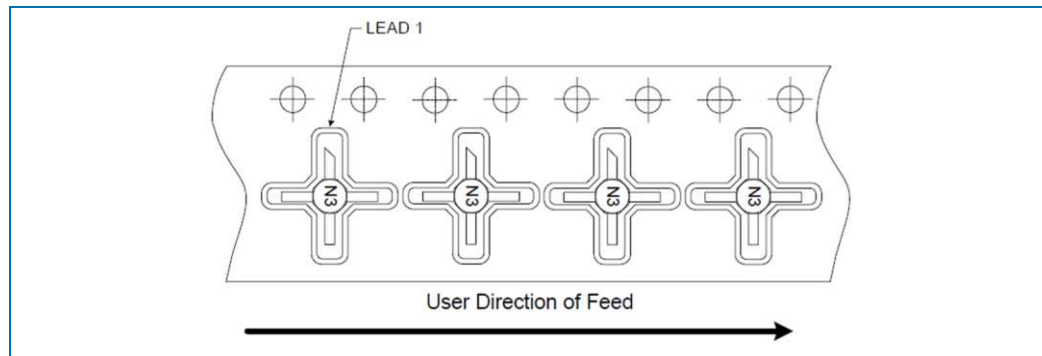 LEAD 1
N3 N3 N3 N3
User Direction of Feed